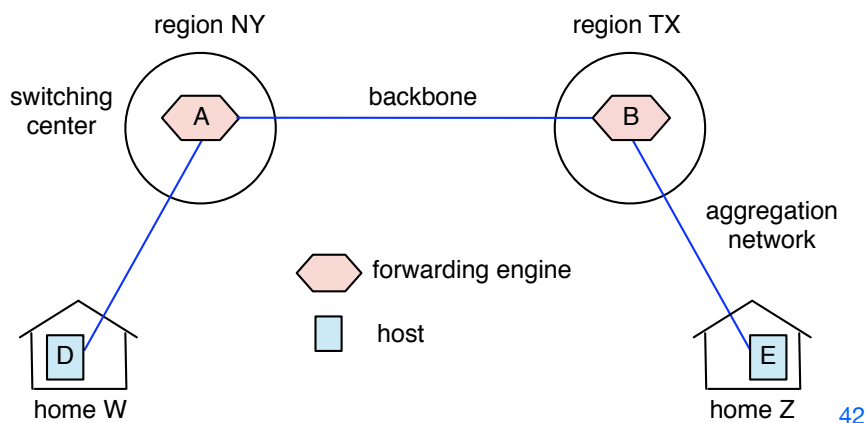 region NY
region TX
switching
center
A
backbone
B
aggregation
network
forwarding engine
host
D
E
home W
home Z
42